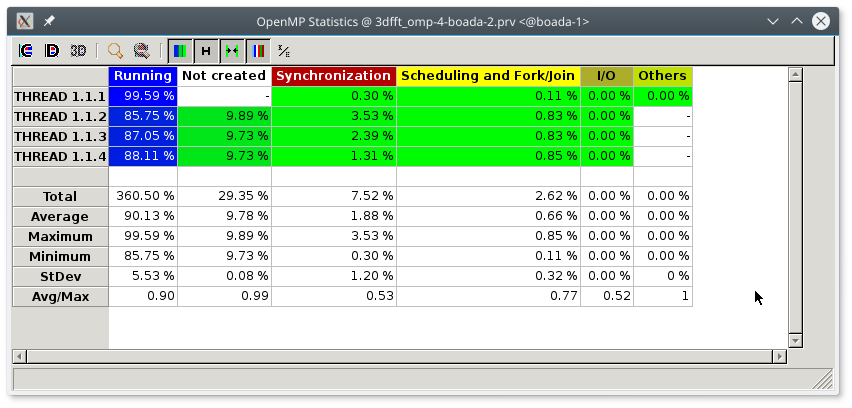 OpenMP Statistics @ 3dfft_omp-4-boada-2.prv <@boada-1>
3D H
Running Not created Synchronization Scheduling and Fork/Join I/O Others
THREAD 1.1.1 99.59 % - 0.30 % 0.11 % 0.00 % 0.00 %
THREAD 1.1.2 85.75 % 9.89 % 3.53 % 0.83 % 0.00 % -
THREAD 1.1.3 87.05 % 9.73 % 2.39 % 0.83 % 0.00 % -
THREAD 1.1.4 88.11 % 9.73 % 1.31 % 0.85 % 0.00 % -
Total 360.50 % 29.35 % 7.52 % 2.62 % 0.00 % 0.00 %
Average 90.13 % 9.78 % 1.88 % 0.66 % 0.00 % 0.00 %
Maximum 99.59 % 9.89 % 3.53 % 0.85 % 0.00 % 0.00 %
Minimum 85.75 % 9.73 % 0.30 % 0.11 % 0.00 % 0.00 %
StDev 5.53 % 0.08 % 1.20 % 0.32 % 0.00 % 0 %
Avg/Max 0.90 0.99 0.53 0.77 0.52 1